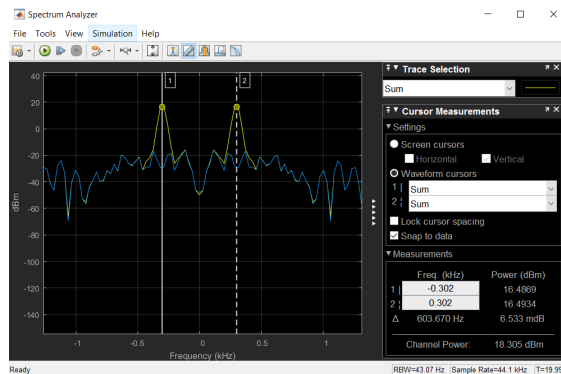 Spectrum Analyzer
File Tools View Simulation Help
Trace Selection
Sum
Cursor Measurements
Settings
Screen cursors
Horizontal Vertical
Waveform cursors
1 Sum
2 Sum
Lock cursor spacing
Snap to data
Measurements
Freq. (kHz) Power (dBm)
1 -0.302 16.4869
2 0.302 16.4934
Δ 603.670 Hz 6.533 mdB
Channel Power: 18.305 dBm
1 2
40
20
0
-20
-40
-60
-80
-100
-120
-140
dBm
-1 -0.5 0 0.5 1
Frequency (kHz)
Ready RBW=43.07 Hz Sample Rate=44.1 kHz T=19.99